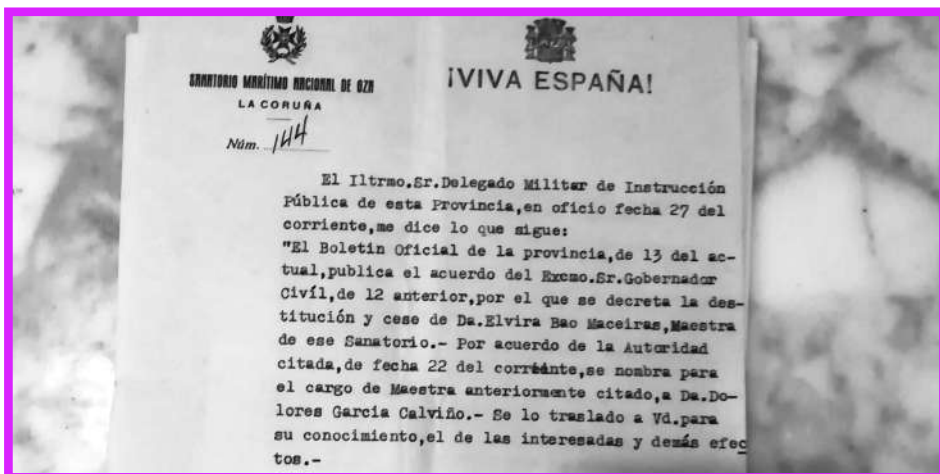 SANATORIO MARÍTIMO NACIONAL DE OZA
LA CORUÑA
Núm. 144
¡VIVA ESPAÑA!
El Iltrmo.Sr.Delegado Militar de Instrucción
Pública de esta Provincia,en oficio fecha 27 del
corriente,me dice lo que sigue:
"El Boletin Oficial de la provincia,de 13 del ac-
tual,publica el acuerdo del Excmo.Sr.Gobernador
Civíl,de 12 anterior,por el que se decreta la des-
titución y cese de Da.Elvira Bao Maceiras,Maestra
de ese Sanatorio.- Por acuerdo de la Autoridad
citada,de fecha 22 del corriente,se nombra para
el cargo de Maestra anteriormente citado,a Da.Do-
lores Garcia Calviño.- Se lo traslado a Vd.para
su conocimiento,el de las interesadas y demás efec
tos.-